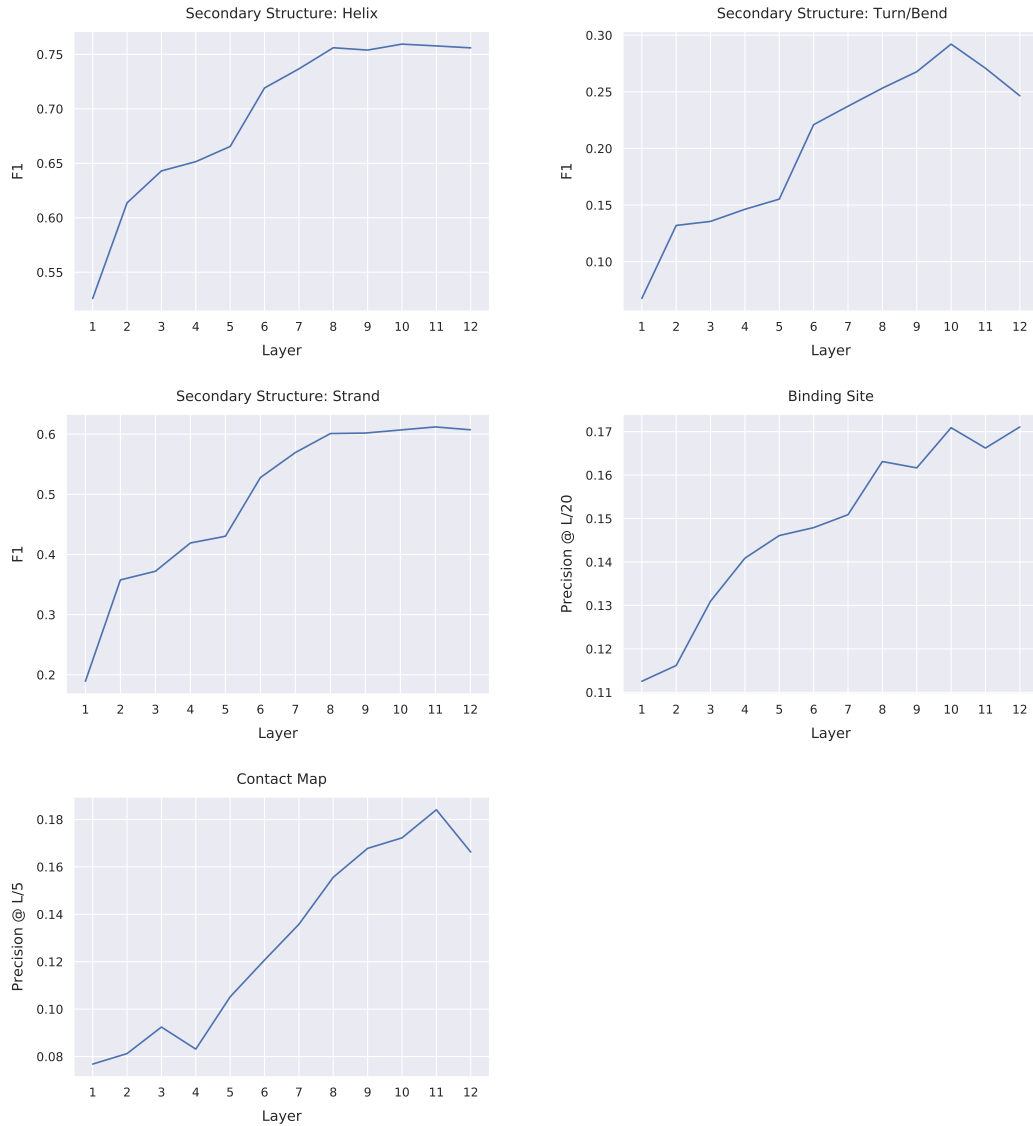 Secondary Structure: Helix
0.75
0.70
0.65
0.60
0.55
F1
1 2 3 4 5 6 7 8 9 10 11 12
Layer
Secondary Structure: Turn/Bend
0.30
0.25
0.20
0.15
0.10
F1
1 2 3 4 5 6 7 8 9 10 11 12
Layer
Secondary Structure: Strand
0.6
0.5
0.4
0.3
0.2
F1
1 2 3 4 5 6 7 8 9 10 11 12
Layer
Binding Site
0.17
0.16
0.15
0.14
0.13
0.12
0.11
Precision @ L/20
1 2 3 4 5 6 7 8 9 10 11 12
Layer
Contact Map
0.18
0.16
0.14
0.12
0.10
0.08
Precision @ L/5
1 2 3 4 5 6 7 8 9 10 11 12
Layer